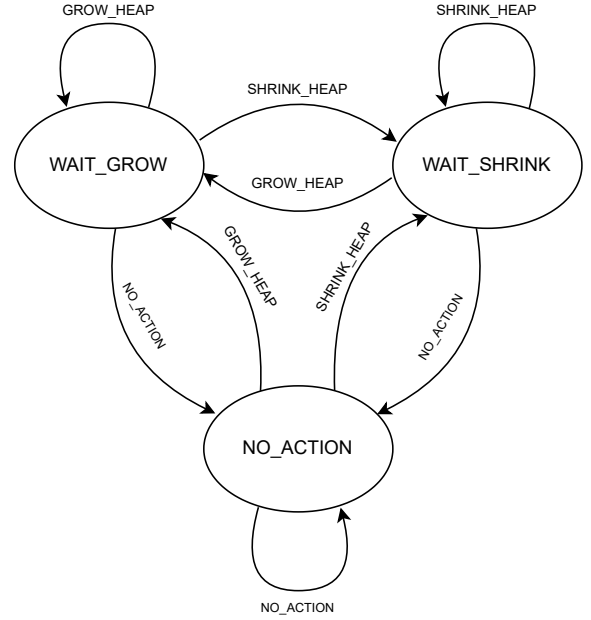 GROW_HEAP
SHRINK_HEAP
SHRINK_HEAP
WAIT_GROW
WAIT_SHRINK
GROW_HEAP
GROW_HEAP
SHRINK_HEAP
NO_ACTION
NO_ACTION
NO_ACTION
NO_ACTION